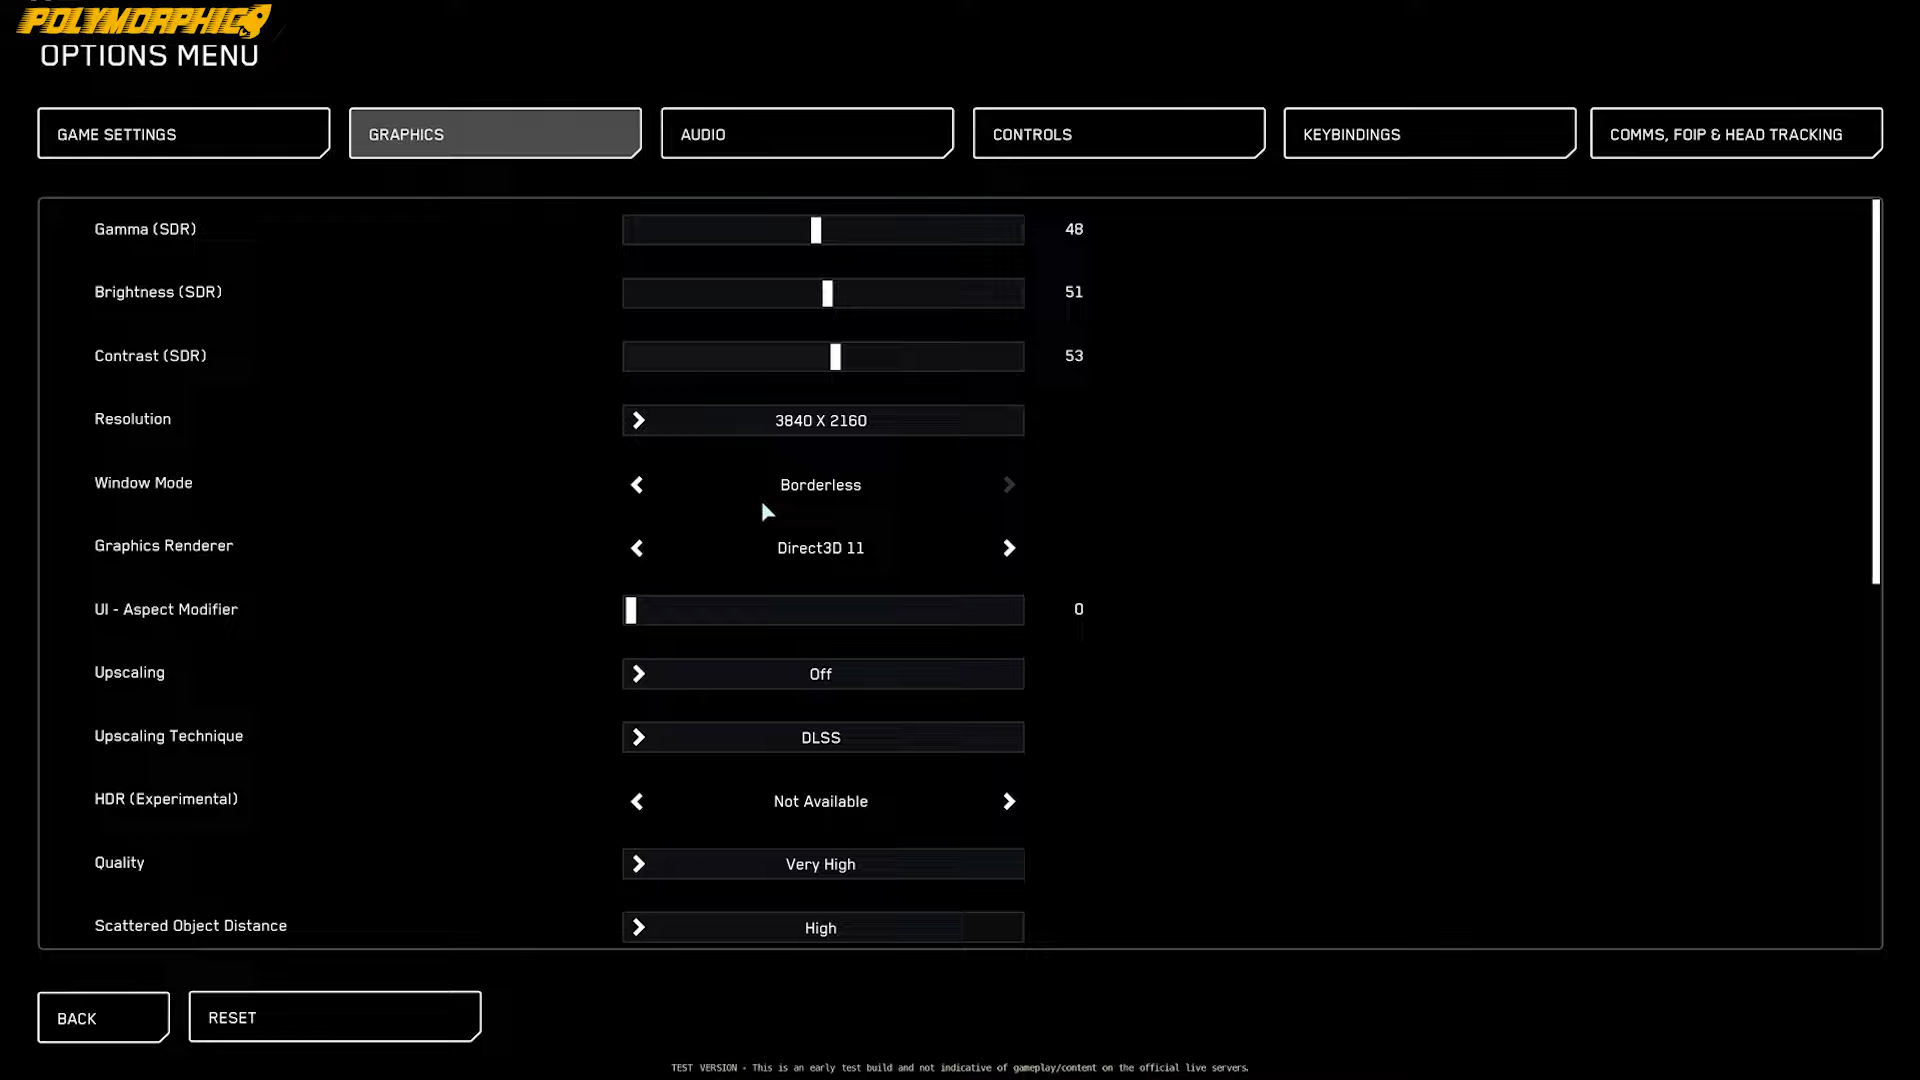 POLYMORPHIC
OPTIONS MENU
GAME SETTINGS
GRAPHICS
AUDIO
CONTROLS
KEYBINDINGS
COMMS, FOIP & HEAD TRACKING
Gamma (SDR)
48
Brightness (SDR)
51
Contrast (SDR)
53
Resolution
3840 X 2160
Window Mode
Borderless
Graphics Renderer
Direct3D 11
UI - Aspect Modifier
0
Upscaling
Off
Upscaling Technique
DLSS
HDR (Experimental)
Not Available
Quality
Very High
Scattered Object Distance
High
BACK
RESET
TEST VERSION - This is an early test build and not indicative of gameplay/content on the official live servers.